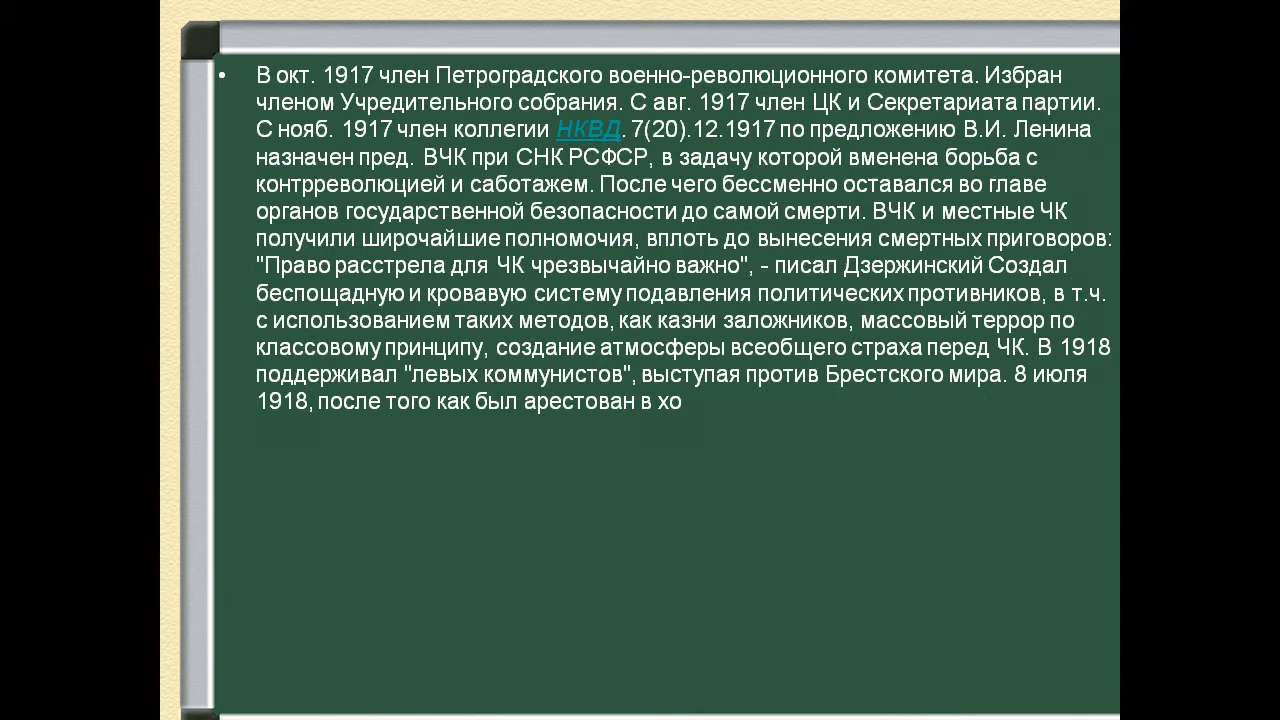 • В окт. 1917 член Петроградского военно-революционного комитета. Избран
членом Учредительного собрания. С авг. 1917 член ЦК и Секретариата партии.
С нояб. 1917 член коллегии НКВД. 7(20).12.1917 по предложению В.И. Ленина
назначен пред. ВЧК при СНК РСФСР, в задачу которой вменена борьба с
контрреволюцией и саботажем. После чего бессменно оставался во главе
органов государственной безопасности до самой смерти. ВЧК и местные ЧК
получили широчайшие полномочия, вплоть до вынесения смертных приговоров:
"Право расстрела для ЧК чрезвычайно важно", - писал Дзержинский Создал
беспощадную и кровавую систему подавления политических противников, в т.ч.
с использованием таких методов, как казни заложников, массовый террор по
классовому принципу, создание атмосферы всеобщего страха перед ЧК. В 1918
поддерживал "левых коммунистов", выступая против Брестского мира. 8 июля
1918, после того как был арестован в хо